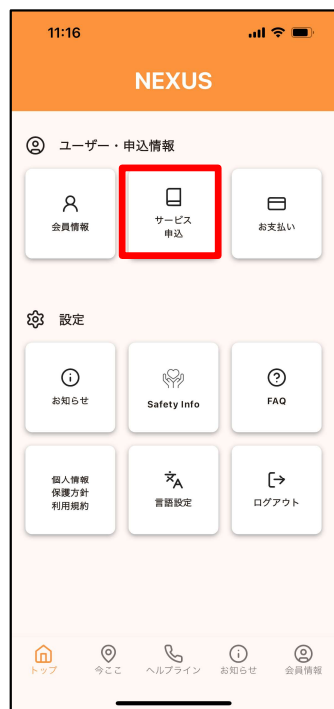 11:16
NEXUS
ユーザー・申込情報
会員情報
サービス
申込
お支払い
設定
お知らせ
Safety Info
FAQ
個人情報
保護方針
利用規約
言語設定
ログアウト
トップ
今ここ
ヘルプライン
お知らせ
会員情報